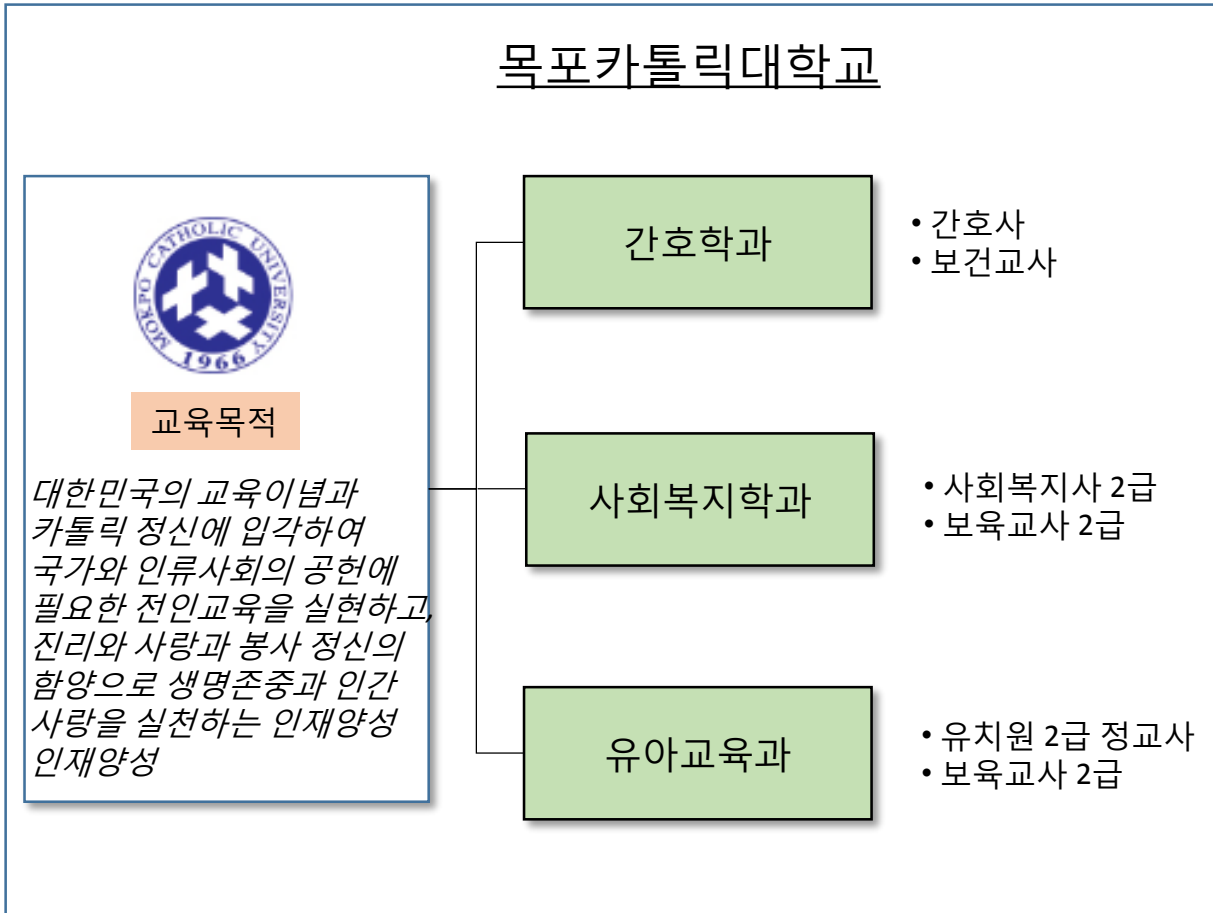 목포카톨릭대학교
MOKPO CATHOLIC UNIVERSITY
1966
교육목적
대한민국의 교육이념과
카톨릭 정신에 입각하여
국가와 인류사회의 공헌에
필요한 전인교육을 실현하고,
진리와 사랑과 봉사 정신의
함양으로 생명존중과 인간
사랑을 실천하는 인재양성
인재양성
간호학과
• 간호사
• 보건교사
사회복지학과
• 사회복지사 2급
• 보육교사 2급
유아교육과
• 유치원 2급 정교사
• 보육교사 2급